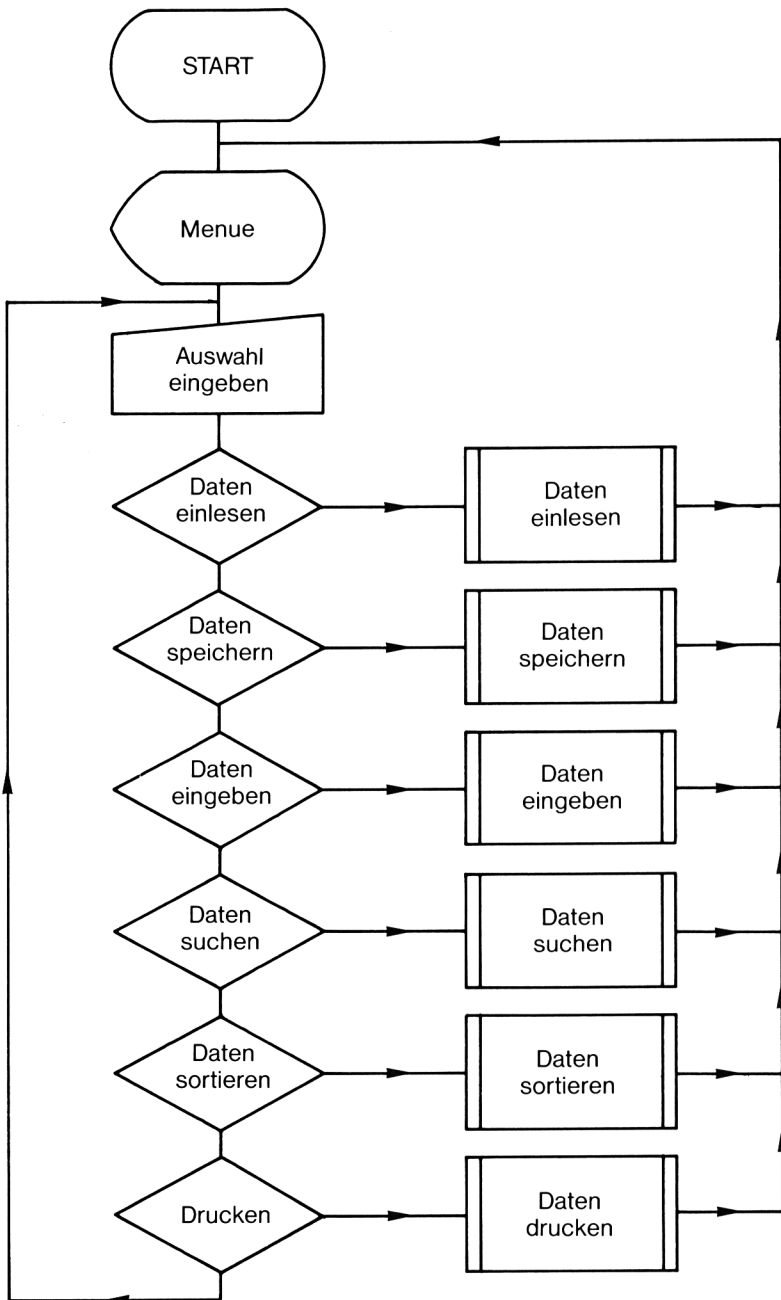 START
Menue
Auswahl
eingeben
Daten
einlesen
Daten
einlesen
Daten
speichern
Daten
speichern
Daten
eingeben
Daten
eingeben
Daten
suchen
Daten
suchen
Daten
sortieren
Daten
sortieren
Drucken
Daten
drucken